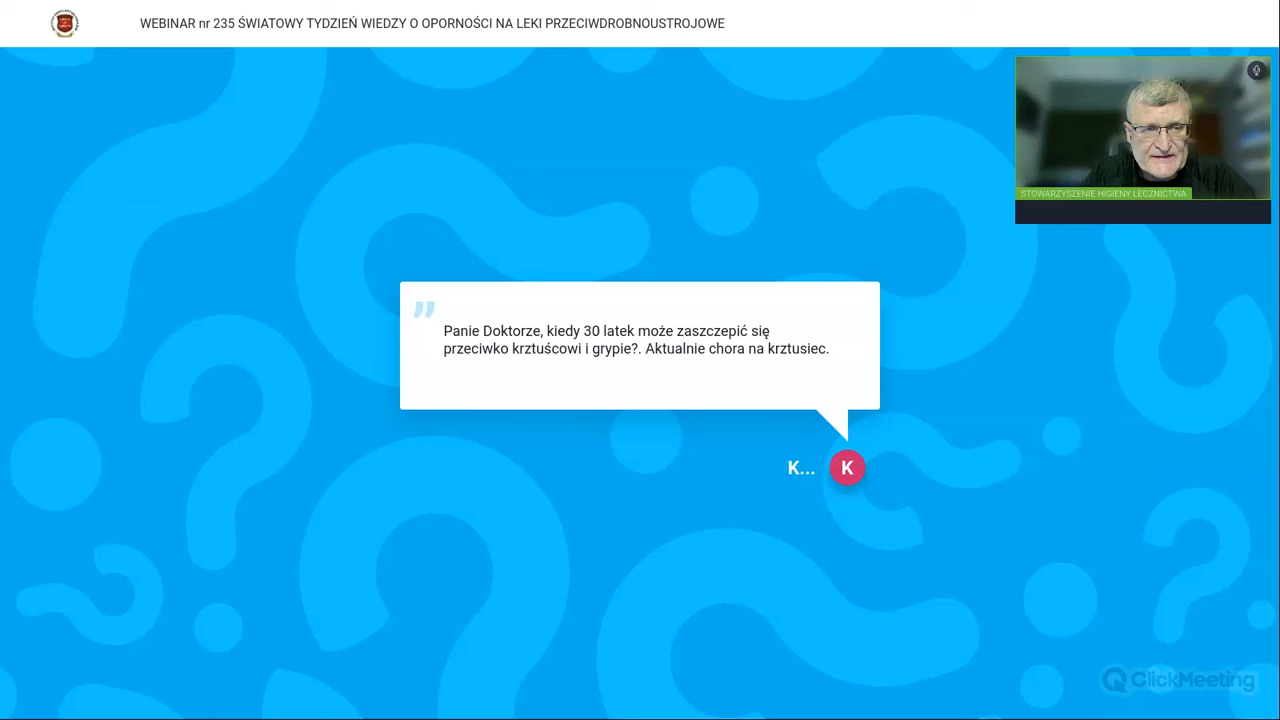 WEBINAR nr 235 ŚWIATOWY TYDZIEŃ WIEDZY O OPORNOŚCI NA LEKI PRZECIWDROBNOUSTROJOWE
STOWARZYSZENIE HIGIENY LECZNICTWA
Panie Doktorze, kiedy 30 latek może zaszczepić się
przeciwko krztuścowi i grypie?. Aktualnie chora na krztusiec.
K... K
ClickMeeting